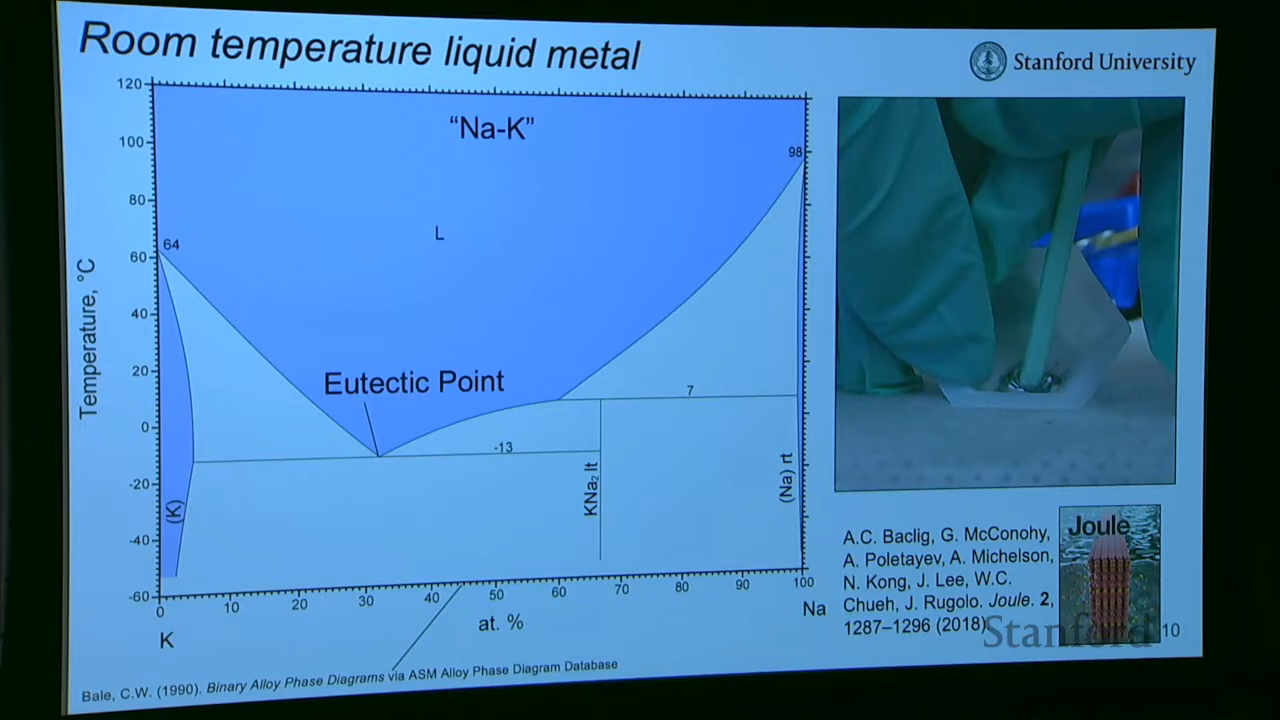 Room temperature liquid metal
Stanford University
120
100
80
60
40
20
0
-20
-40
-60
Temperature, °C
"Na-K"
98
64
L
Eutectic Point
7
-13
KNa₂ lt
(Na) rt
(K)
0
10
20
30
40
50
60
70
80
90
100
K
at. %
Na
Bale, C.W. (1990). Binary Alloy Phase Diagrams via ASM Alloy Phase Diagram Database
A.C. Baclig, G. McConohy,
A. Poletayev, A. Michelson,
N. Kong, J. Lee, W.C.
Chueh, J. Rugolo. Joule. 2,
1287–1296 (2018)
Joule
Stanford
10